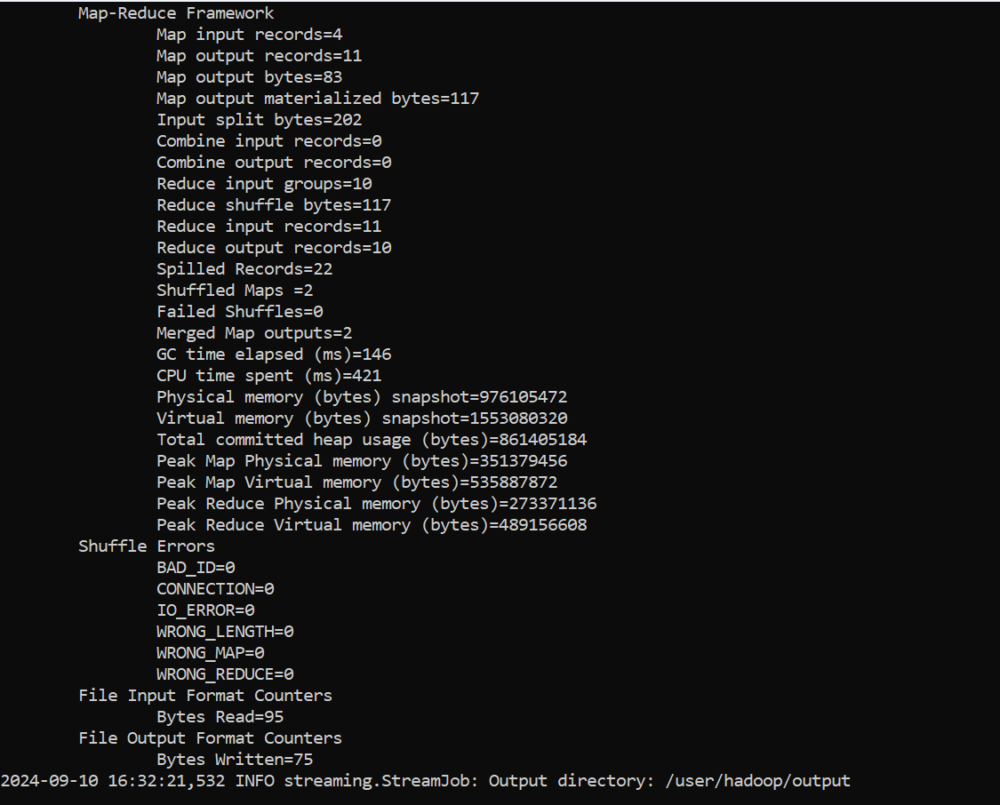 Map-Reduce Framework
Map input records=4
Map output records=11
Map output bytes=83
Map output materialized bytes=117
Input split bytes=202
Combine input records=0
Combine output records=0
Reduce input groups=10
Reduce shuffle bytes=117
Reduce input records=11
Reduce output records=10
Spilled Records=22
Shuffled Maps =2
Failed Shuffles=0
Merged Map outputs=2
GC time elapsed (ms)=146
CPU time spent (ms)=421
Physical memory (bytes) snapshot=976105472
Virtual memory (bytes) snapshot=1553080320
Total committed heap usage (bytes)=861405184
Peak Map Physical memory (bytes)=351379456
Peak Map Virtual memory (bytes)=535887872
Peak Reduce Physical memory (bytes)=273371136
Peak Reduce Virtual memory (bytes)=489156608
Shuffle Errors
BAD_ID=0
CONNECTION=0
IO_ERROR=0
WRONG_LENGTH=0
WRONG_MAP=0
WRONG_REDUCE=0
File Input Format Counters
Bytes Read=95
File Output Format Counters
Bytes Written=75
2024-09-10 16:32:21,532 INFO streaming.StreamJob: Output directory: /user/hadoop/output